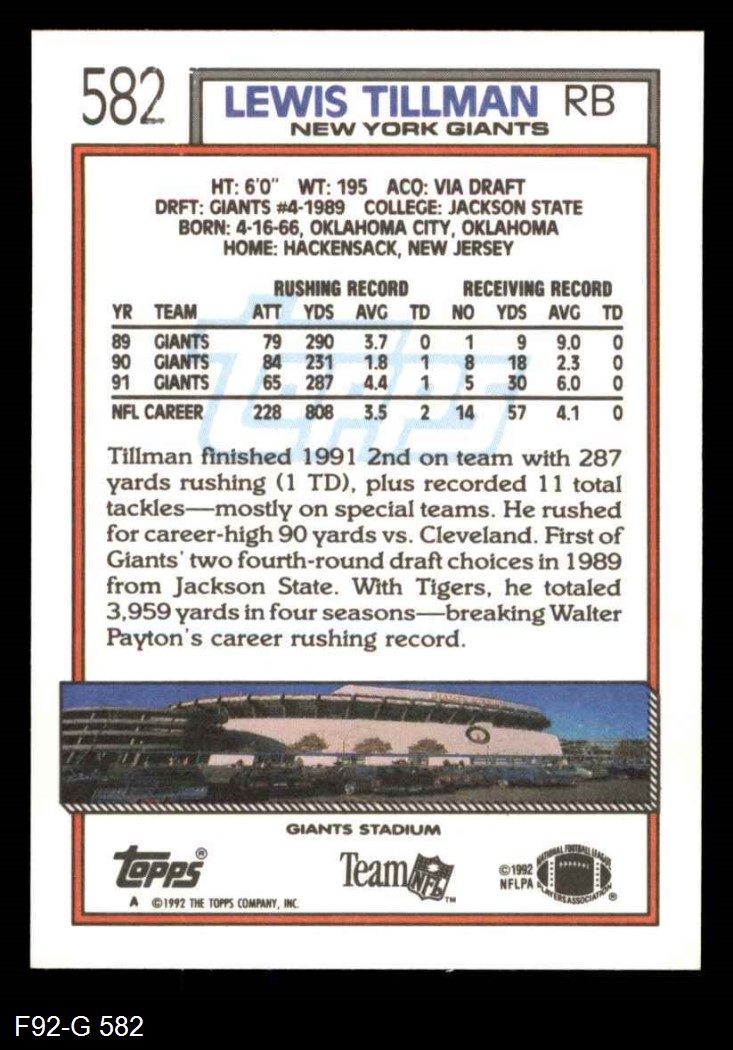 582
LEWIS TILLMAN RB
NEW YORK GIANTS
HT: 6'0" WT: 195 ACQ: VIA DRAFT
DRFT: GIANTS #4-1989 COLLEGE: JACKSON STATE
BORN: 4-16-66, OKLAHOMA CITY, OKLAHOMA
HOME: HACKENSACK, NEW JERSEY
RUSHING RECORD RECEIVING RECORD
YR TEAM ATT YDS AVG TD NO YDS AVG TD
89 GIANTS 79 290 3.7 0 1 9 9.0 0
90 GIANTS 84 231 1.8 1 8 18 2.3 0
91 GIANTS 65 287 4.4 1 5 30 6.0 0
NFL CAREER 228 808 3.5 2 14 57 4.1 0
topps
Tillman finished 1991 2nd on team with 287
yards rushing (1 TD), plus recorded 11 total
tackles—mostly on special teams. He rushed
for career-high 90 yards vs. Cleveland. First of
Giants' two fourth-round draft choices in 1989
from Jackson State. With Tigers, he totaled
3,959 yards in four seasons—breaking Walter
Payton's career rushing record.
GIANTS STADIUM
topps®
A ©1992 THE TOPPS COMPANY, INC.
Team NFL™
©1992
NFLPA
NATIONAL FOOTBALL LEAGUE
PLAYERS ASSOCIATION ®
F92-G 582